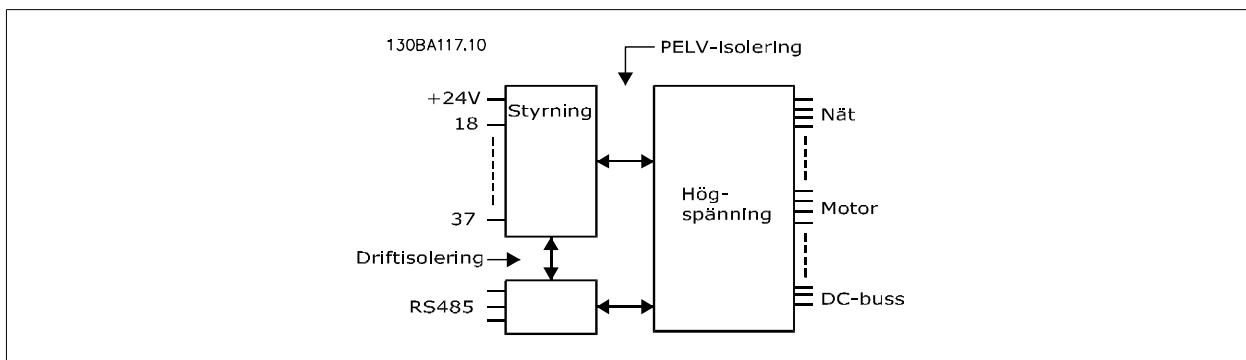 130BA117.10
PELV-isolering
+24V
Styrning
18
37
Hög-
spänning
Nät
Motor
DC-buss
Driftisolering
RS485